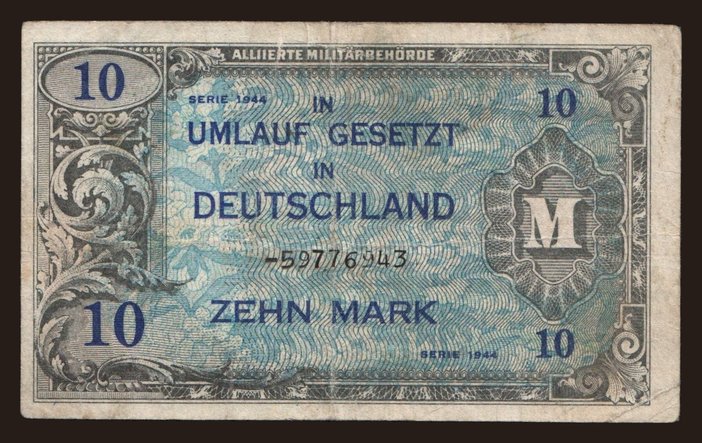 ALLIIERTE MILITÄRBEHÖRDE
10
SERIE 1944
IN
10
UMLAUF GESETZT
IN
DEUTSCHLAND
M
-59776943
10
ZEHN MARK
SERIE 1944
10